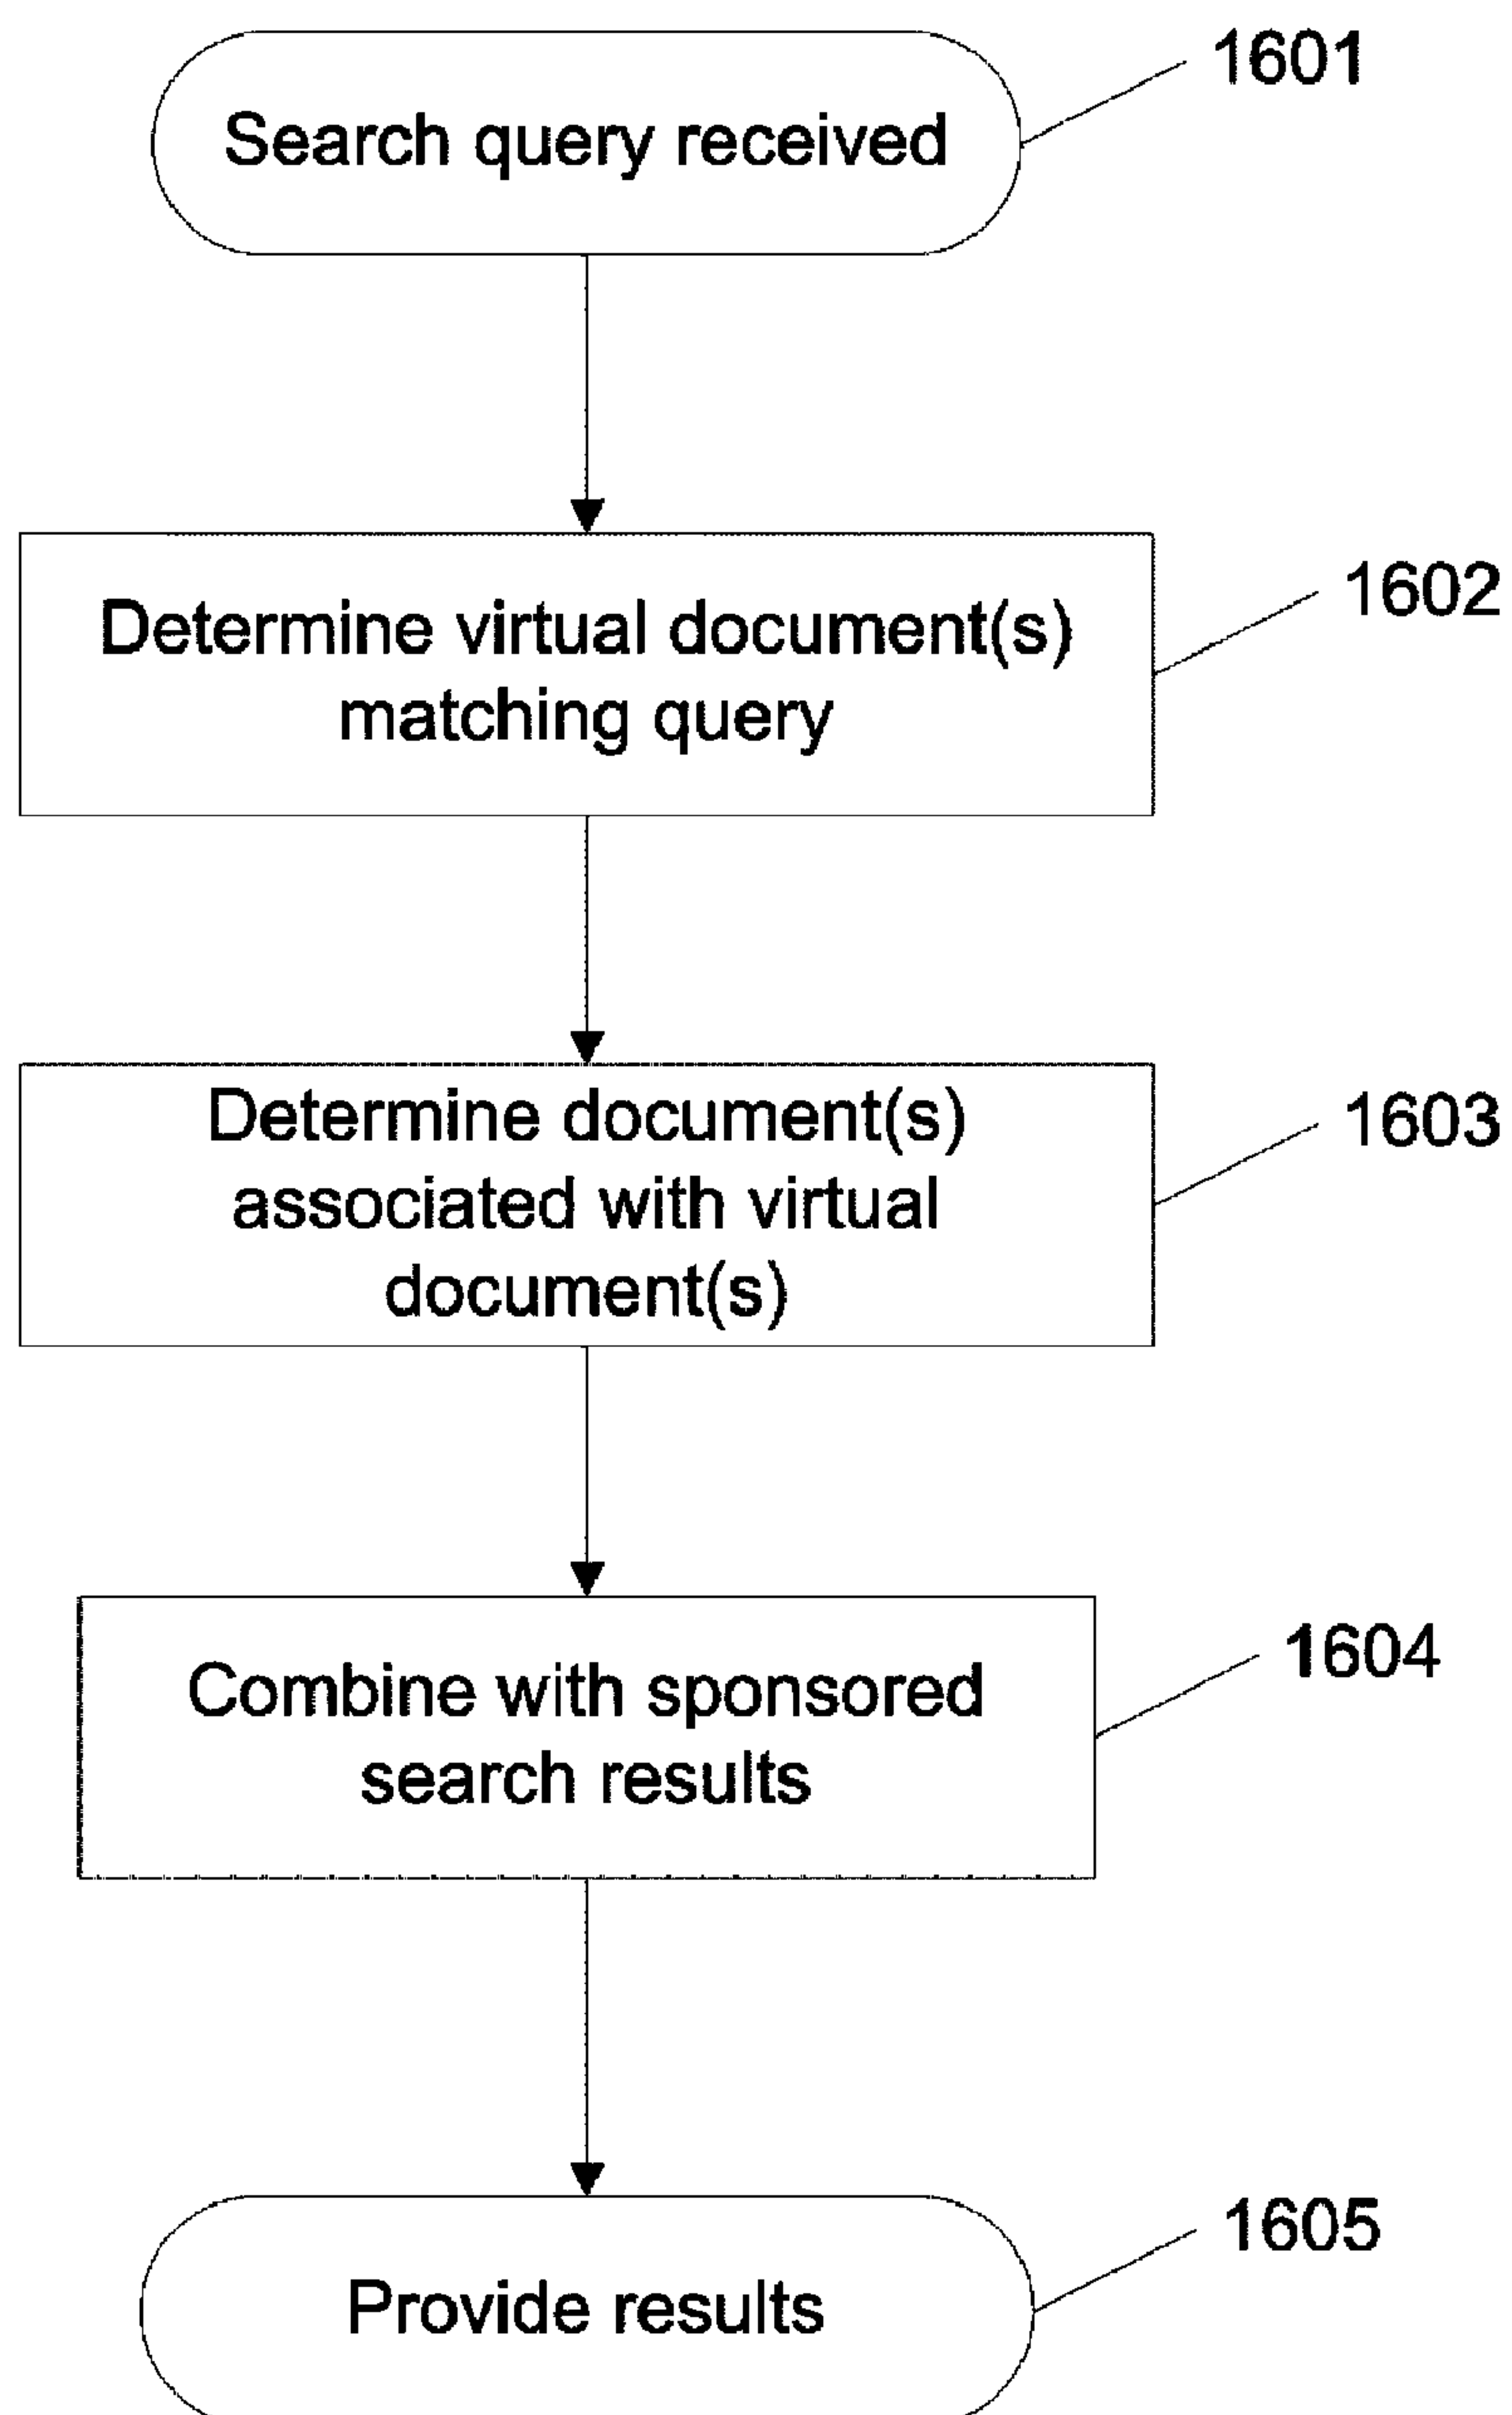 1601
Search query received
1602
Determine virtual document(s)
matching query
1603
Determine document(s)
associated with virtual
document(s)
1604
Combine with sponsored
search results
1605
Provide results